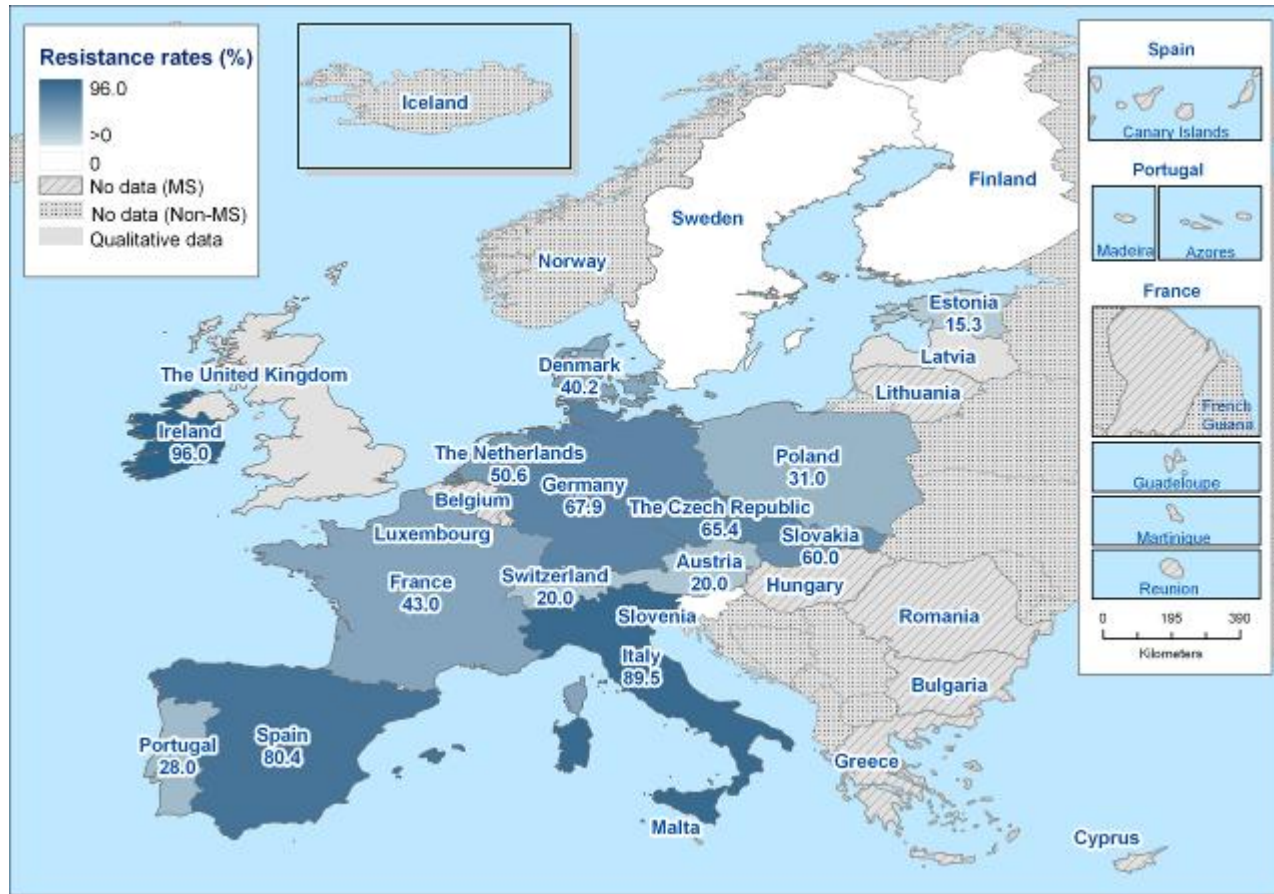 Resistance rates (%)
96.0
>0
0
No data (MS)
No data (Non-MS)
Qualitative data
Iceland
Spain
Canary Islands
Portugal
Madeira
Azores
France
French
Guiana
Guadeloupe
Martinique
Reunion
0 195 390
Kilometers
Finland
Sweden
Norway
Estonia
15.3
Latvia
Lithuania
Denmark
40.2
The United Kingdom
Ireland
96.0
The Netherlands
50.6
Poland
31.0
Germany
67.9
Belgium
The Czech Republic
65.4
Luxembourg
Slovakia
60.0
Austria
20.0
Switzerland
20.0
Hungary
France
43.0
Slovenia
Romania
Italy
89.5
Bulgaria
Portugal
28.0
Spain
80.4
Greece
Malta
Cyprus